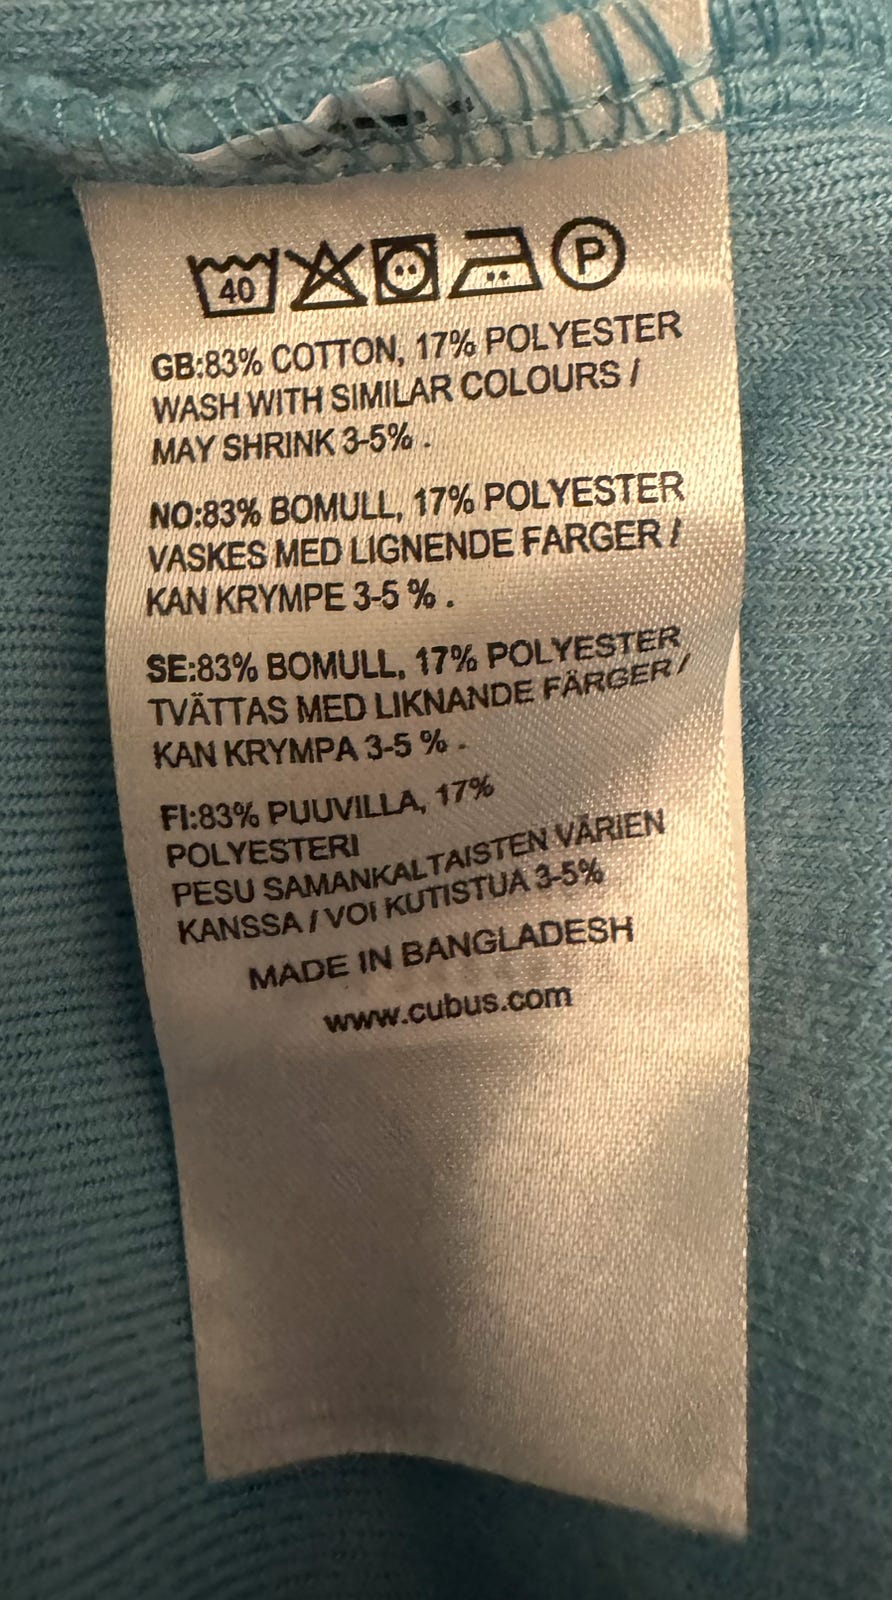 40
P
GB:83% COTTON, 17% POLYESTER
WASH WITH SIMILAR COLOURS /
MAY SHRINK 3-5% .
NO:83% BOMULL, 17% POLYESTER
VASKES MED LIGNENDE FARGER /
KAN KRYMPE 3-5 % .
SE:83% BOMULL, 17% POLYESTER
TVÄTTAS MED LIKNANDE FÄRGER /
KAN KRYMPA 3-5 % .
FI:83% PUUVILLA, 17%
POLYESTERI
PESU SAMANKALTAISTEN VÄRIEN
KANSSA / VOI KUTISTUA 3-5%
MADE IN BANGLADESH
www.cubus.com